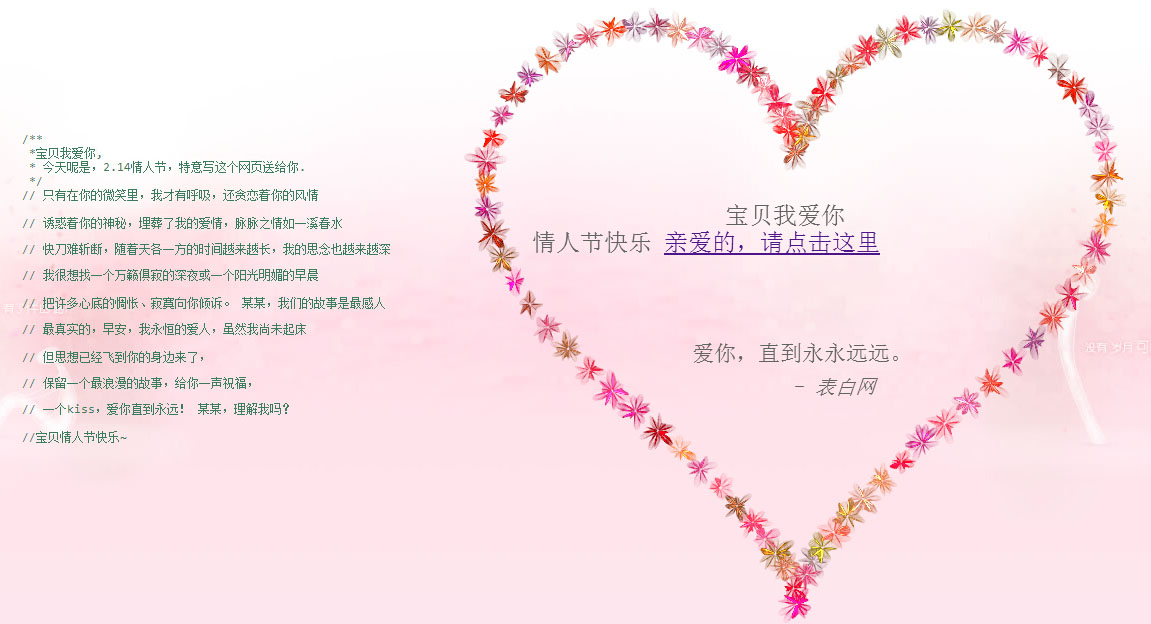 /**
*宝贝我爱你,
* 今天呢是，2.14情人节，特意写这个网页送给你.
*/
// 只有在你的微笑里，我才有呼吸，还贪恋着你的风情
// 诱惑着你的神秘，埋葬了我的爱情，脉脉之情如一溪春水
// 快刀难斩断，随着天各一方的时间越来越长，我的思念也越来越深
// 我很想找一个万籁俱寂的深夜或一个阳光明媚的早晨
// 把许多心底的惆怅、寂寞向你倾诉。 某某，我们的故事是最感人
// 最真实的，早安，我永恒的爱人，虽然我尚未起床
// 但思想已经飞到你的身边来了，
// 保留一个最浪漫的故事，给你一声祝福，
// 一个kiss，爱你直到永远！ 某某，理解我吗？
//宝贝情人节快乐~
宝贝我爱你
情人节快乐 亲爱的，请点击这里
爱你，直到永永远远。
- 表白网
没有岁月可